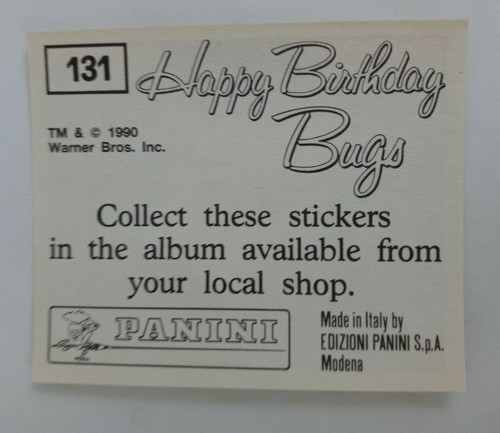 131
Happy Birthday
Bugs
TM & © 1990
Warner Bros. Inc.
Collect these stickers
in the album available from
your local shop.
PANINI
Made in Italy by
EDIZIONI PANINI S.p.A.
Modena